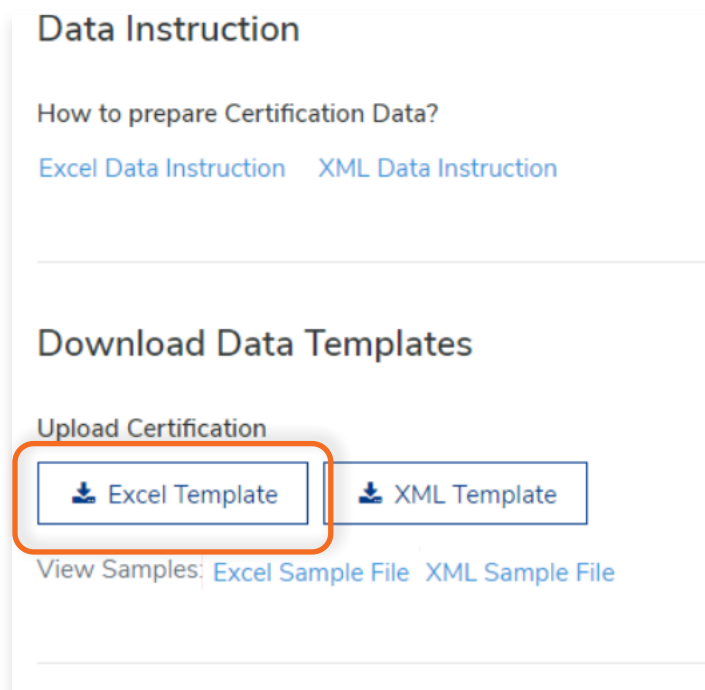 Data Instruction
How to prepare Certification Data?
Excel Data Instruction XML Data Instruction
Download Data Templates
Upload Certification
Excel Template XML Template
View Samples: Excel Sample File XML Sample File